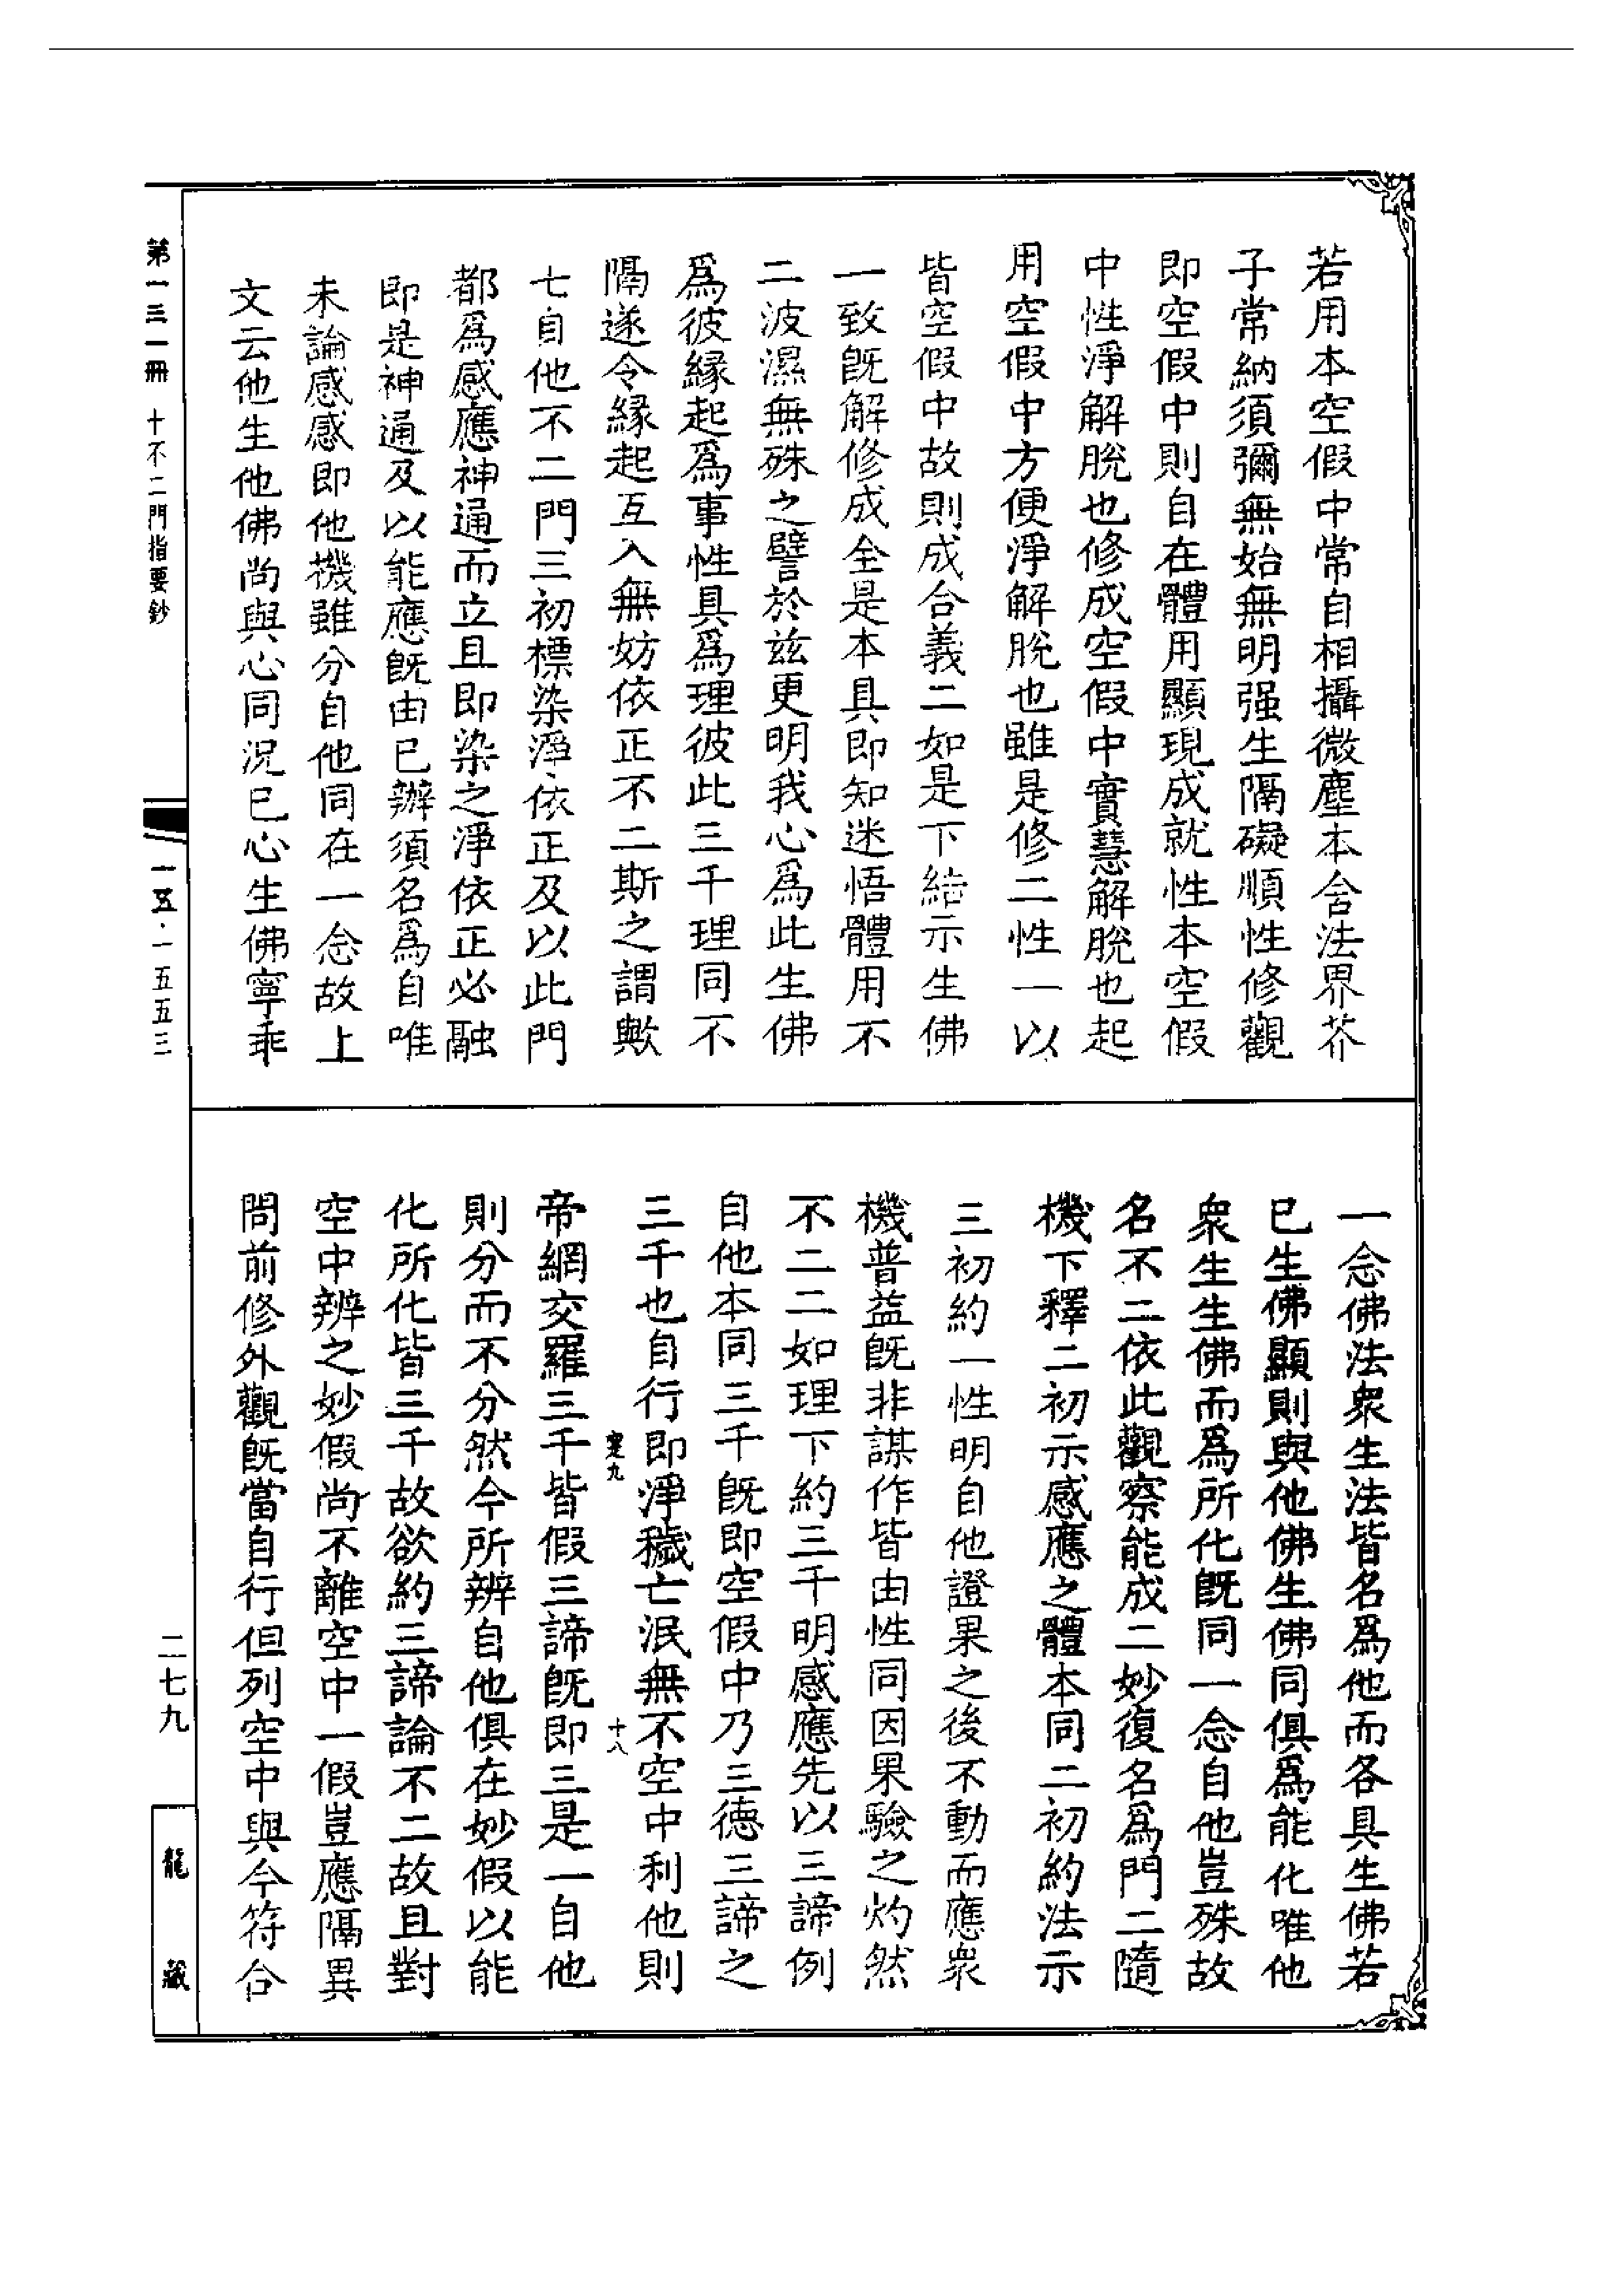 若用本空假中常自相攝微塵本含法界芥
子常納須彌無始無明强生隔礙順性修觀
即空假中則自在體用顯現成就性本空假
中性淨解脫也修成空假中實慧解脫也起
用空假中方便淨解脫也雖是修二性一以
皆空假中故則成合義二如是下結示生佛
一致旣解修成全是本具即知迷悟體用不
二波濕無殊之譬於兹更明我心爲此生佛
爲彼緣起爲事性具爲理彼此三千理同不
隔遂令緣起互入無妨依正不二斯之謂歟
七自他不二門三初標染淨依正及以此門
都爲感應神通而立且即染之淨依正必融
即是神通及以能應旣由已辦須名爲自唯
未論感感即他機雖分自他同在一念故上
文云他生他佛尚與心同況已心生佛寧乖
一念佛法衆生法皆名爲他而各具生佛若
已生佛顯則與他佛生佛同俱爲能化唯他
衆生生佛而爲所化旣同一念自他豈殊故
名不二依此觀察能成二妙復名爲門二隨
機下釋二初示感應之體本同二初約法示
三初約一性明自他證果之後不動而應衆
機普益旣非謀作皆由性同因果驗之灼然
不二二如理下約三千明感應先以三諦例
自他本同三千旣即空假中乃三德三諦之
三千也自行即淨穢亡泯無不空中利他則
帝網交羅三千皆假三諦旣即三是一自他
則分而不分然今所辨自他俱在妙假以能
化所化皆三千故欲約三諦論不二故且對
空中辨之妙假尚不離空中一假豈應隔異
問前修外觀旣當自行但列空中與今符合
寔九
十八
第一三一冊 十不二門指要鈔
一五·一五五三
二七九
龍藏